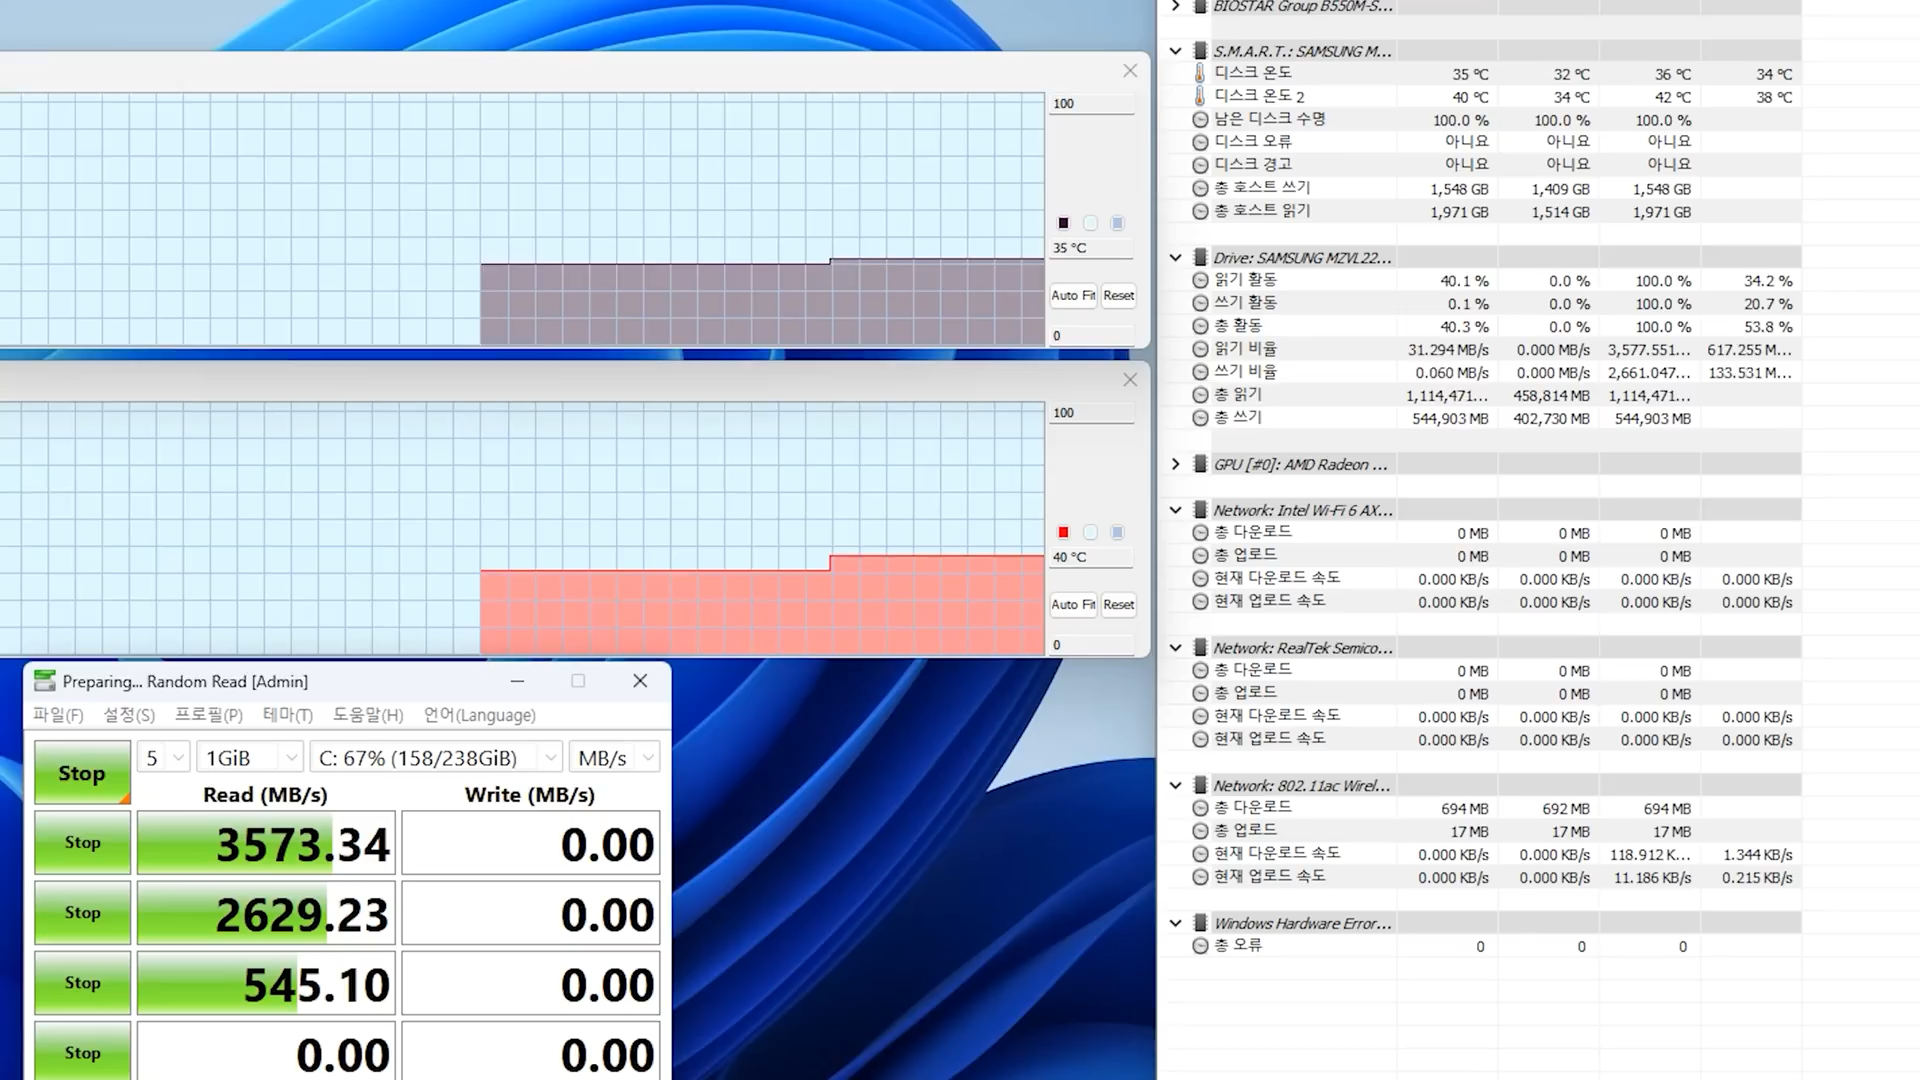 100
35 ℃
Auto Fit Reset
0
100
40 ℃
Auto Fit Reset
0
Preparing... Random Read [Admin]
파일(F) 설정(S) 프로필(P) 테마(T) 도움말(H) 언어(Language)
Stop 5 1GiB C: 67% (158/238GiB) MB/s
Read (MB/s) Write (MB/s)
Stop 3573.34 0.00
Stop 2629.23 0.00
Stop 545.10 0.00
Stop 0.00 0.00
BIOSTAR Group B550M-S...
S.M.A.R.T.: SAMSUNG M...
디스크 온도 35 ℃ 32 ℃ 36 ℃ 34 ℃
디스크 온도 2 40 ℃ 34 ℃ 42 ℃ 38 ℃
남은 디스크 수명 100.0 % 100.0 % 100.0 %
디스크 오류 아니요 아니요 아니요
디스크 경고 아니요 아니요 아니요
총 호스트 쓰기 1,548 GB 1,409 GB 1,548 GB
총 호스트 읽기 1,971 GB 1,514 GB 1,971 GB
Drive: SAMSUNG MZVL22...
읽기 활동 40.1 % 0.0 % 100.0 % 34.2 %
쓰기 활동 0.1 % 0.0 % 100.0 % 20.7 %
총 활동 40.3 % 0.0 % 100.0 % 53.8 %
읽기 비율 31.294 MB/s 0.000 MB/s 3,577.551... 617.255 M...
쓰기 비율 0.060 MB/s 0.000 MB/s 2,661.047... 133.531 M...
총 읽기 1,114,471... 458,814 MB 1,114,471...
총 쓰기 544,903 MB 402,730 MB 544,903 MB
GPU [#0]: AMD Radeon ...
Network: Intel Wi-Fi 6 AX...
총 다운로드 0 MB 0 MB 0 MB
총 업로드 0 MB 0 MB 0 MB
현재 다운로드 속도 0.000 KB/s 0.000 KB/s 0.000 KB/s 0.000 KB/s
현재 업로드 속도 0.000 KB/s 0.000 KB/s 0.000 KB/s 0.000 KB/s
Network: RealTek Semico...
총 다운로드 0 MB 0 MB 0 MB
총 업로드 0 MB 0 MB 0 MB
현재 다운로드 속도 0.000 KB/s 0.000 KB/s 0.000 KB/s 0.000 KB/s
현재 업로드 속도 0.000 KB/s 0.000 KB/s 0.000 KB/s 0.000 KB/s
Network: 802.11ac Wirel...
총 다운로드 694 MB 692 MB 694 MB
총 업로드 17 MB 17 MB 17 MB
현재 다운로드 속도 0.000 KB/s 0.000 KB/s 118.912 K... 1.344 KB/s
현재 업로드 속도 0.000 KB/s 0.000 KB/s 11.186 KB/s 0.215 KB/s
Windows Hardware Error...
총 오류 0 0 0